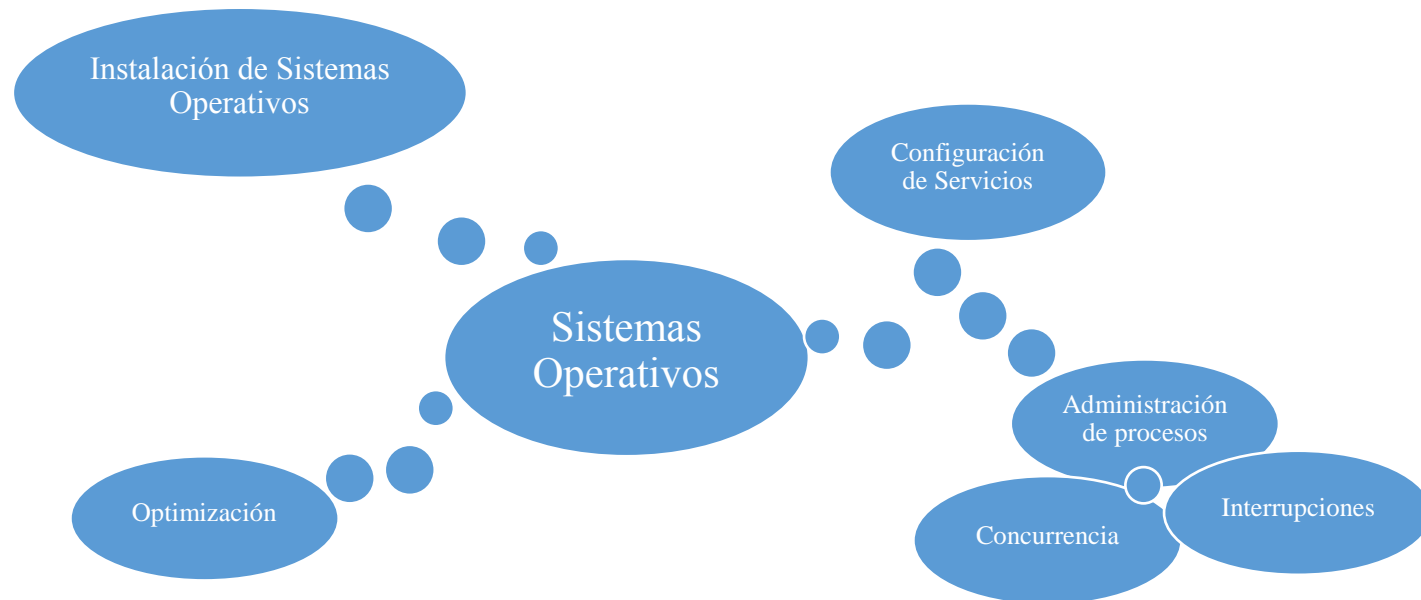 Instalación de Sistemas
Operativos
Configuración
de Servicios
Sistemas
Operativos
Administración
de procesos
Optimización
Interrupciones
Concurrencia